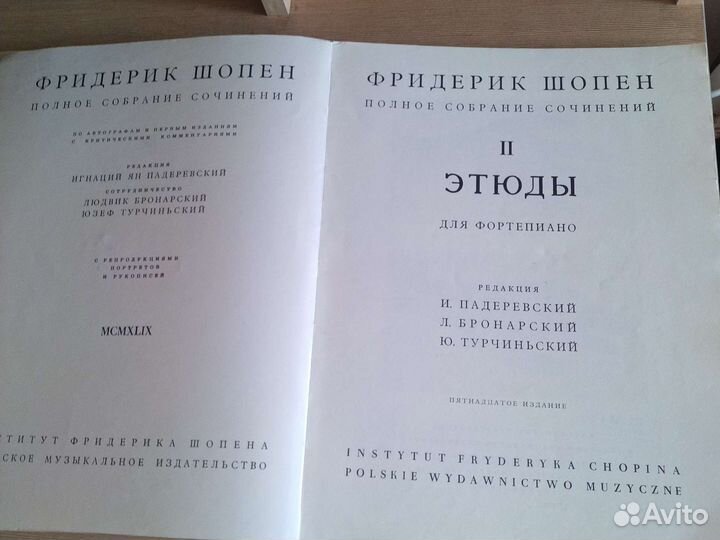 ФРИДЕРИК ШОПЕН
ПОЛНОЕ СОБРАНИЕ СОЧИНЕНИЙ
ПО АВТОГРАФАМ И ПЕРВЫМ ИЗДАНИЯМ
С КРИТИЧЕСКИМИ КОММЕНТАРИЯМИ
РЕДАКЦИЯ
ИГНАЦИЙ ЯН ПАДЕРЕВСКИЙ
СОТРУДНИЧЕСТВО
ЛЮДВИК БРОНАРСКИЙ
ЮЗЕФ ТУРЧИНЬСКИЙ
С РЕПРОДУКЦИЯМИ
ПОРТРЕТОВ
И РУКОПИСЕЙ
MCMXLIX
ТИТУТ ФРИДЕРИКА ШОПЕНА
СКОЕ МУЗЫКАЛЬНОЕ ИЗДАТЕЛЬСТВО
ФРИДЕРИК ШОПЕН
ПОЛНОЕ СОБРАНИЕ СОЧИНЕНИЙ
II
ЭТЮДЫ
ДЛЯ ФОРТЕПИАНО
РЕДАКЦИЯ
И. ПАДЕРЕВСКИЙ
Л. БРОНАРСКИЙ
Ю. ТУРЧИНЬСКИЙ
ПЯТНАДЦАТОЕ ИЗДАНИЕ
INSTYTUT FRYDERYKA CHOPINA
POLSKIE WYDAWNICTWO MUZYCZNE
Avito